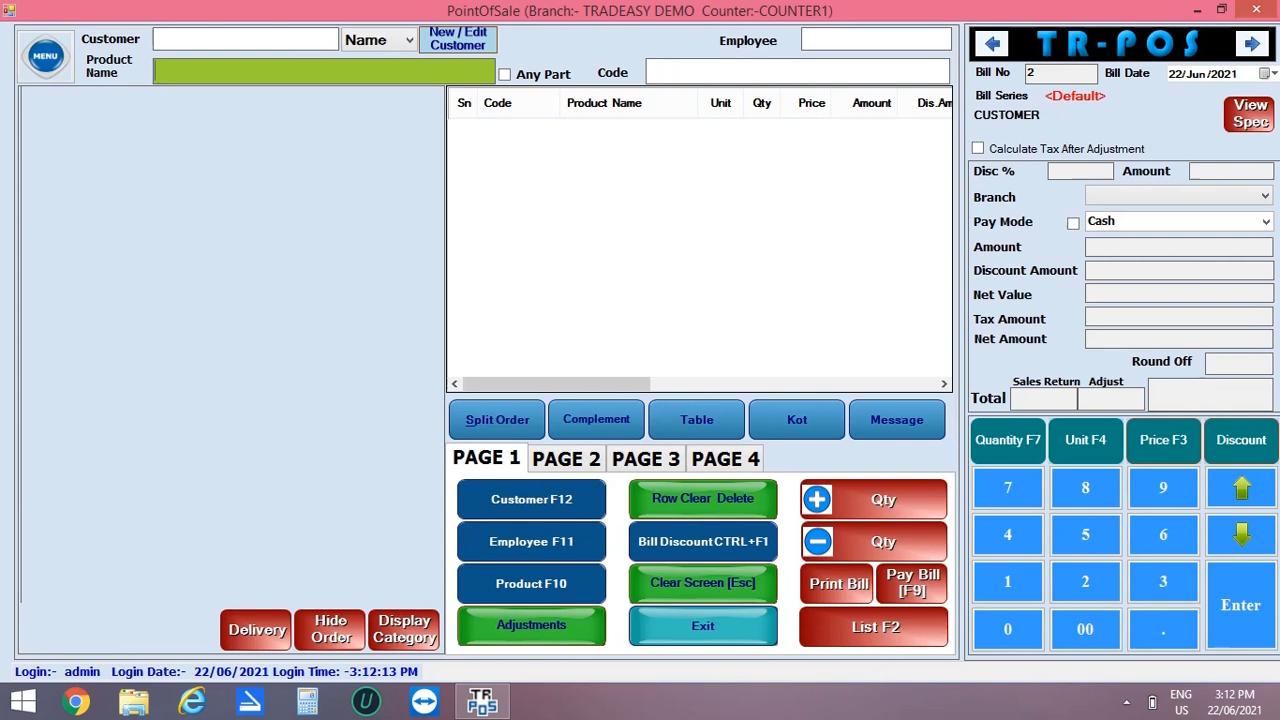 PointOfSale (Branch:- TRADEASY DEMO Counter:-COUNTER1)
MENU
Customer
Name
New / Edit
Customer
Employee
Product
Name
Any Part
Code
Sn Code Product Name Unit Qty Price Amount Dis.Am
TR-POS
Bill No 2 Bill Date 22/Jun/2021
Bill Series <Default>
CUSTOMER
View
Spec
Calculate Tax After Adjustment
Disc % Amount
Branch
Pay Mode Cash
Amount
Discount Amount
Net Value
Tax Amount
Net Amount
Round Off
Sales Return Adjust
Total
Split Order Complement Table Kot Message
PAGE 1 PAGE 2 PAGE 3 PAGE 4
Customer F12 Row Clear Delete Qty
Employee F11 Bill Discount CTRL+F1 Qty
Product F10 Clear Screen [Esc] Print Bill Pay Bill
[F9]
Adjustments Exit List F2
Delivery Hide
Order Display
Category
Quantity F7 Unit F4 Price F3 Discount
7 8 9
4 5 6
1 2 3 Enter
0 00 .
Login:- admin Login Date:- 22/06/2021 Login Time: -3:12:13 PM
U
TR
POS
ENG
US
3:12 PM
22/06/2021